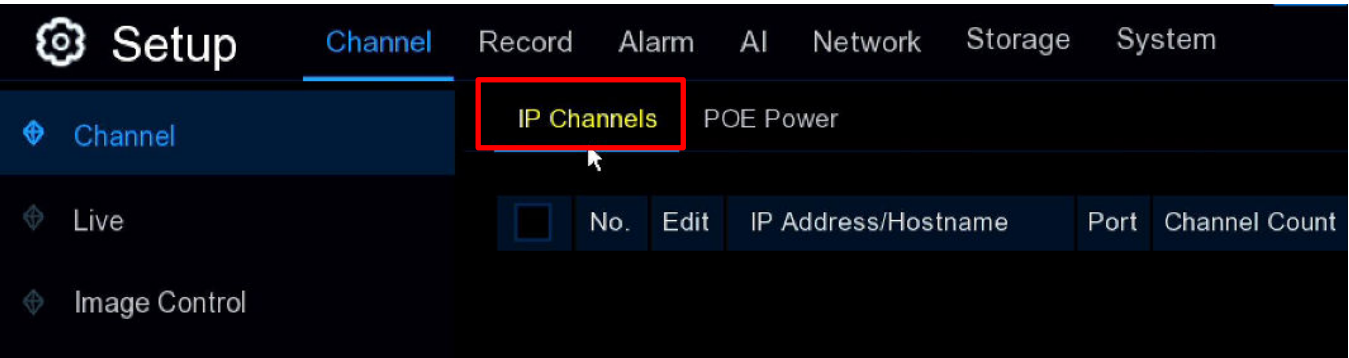 Setup Channel Record Alarm AI Network Storage System
IP Channels POE Power
Channel
No. Edit IP Address/Hostname Port Channel Count
Live
Image Control